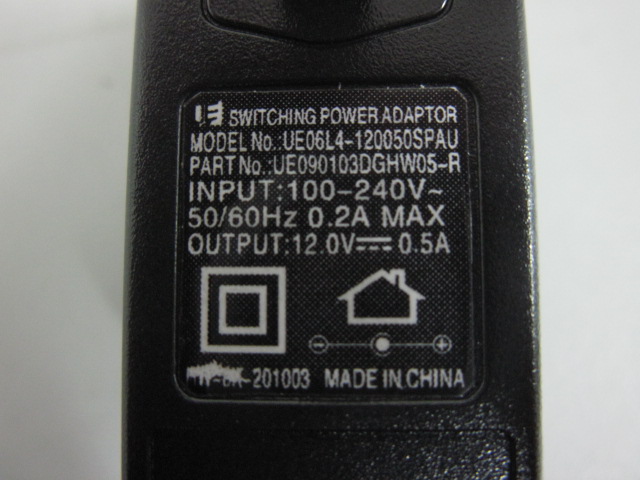 UE SWITCHING POWER ADAPTOR
MODEL No.:UE06L4-120050SPAU
PART No.:UE090103DGHW05-R
INPUT:100-240V~
50/60Hz 0.2A MAX
OUTPUT:12.0V⎓0.5A
201003 MADE IN CHINA